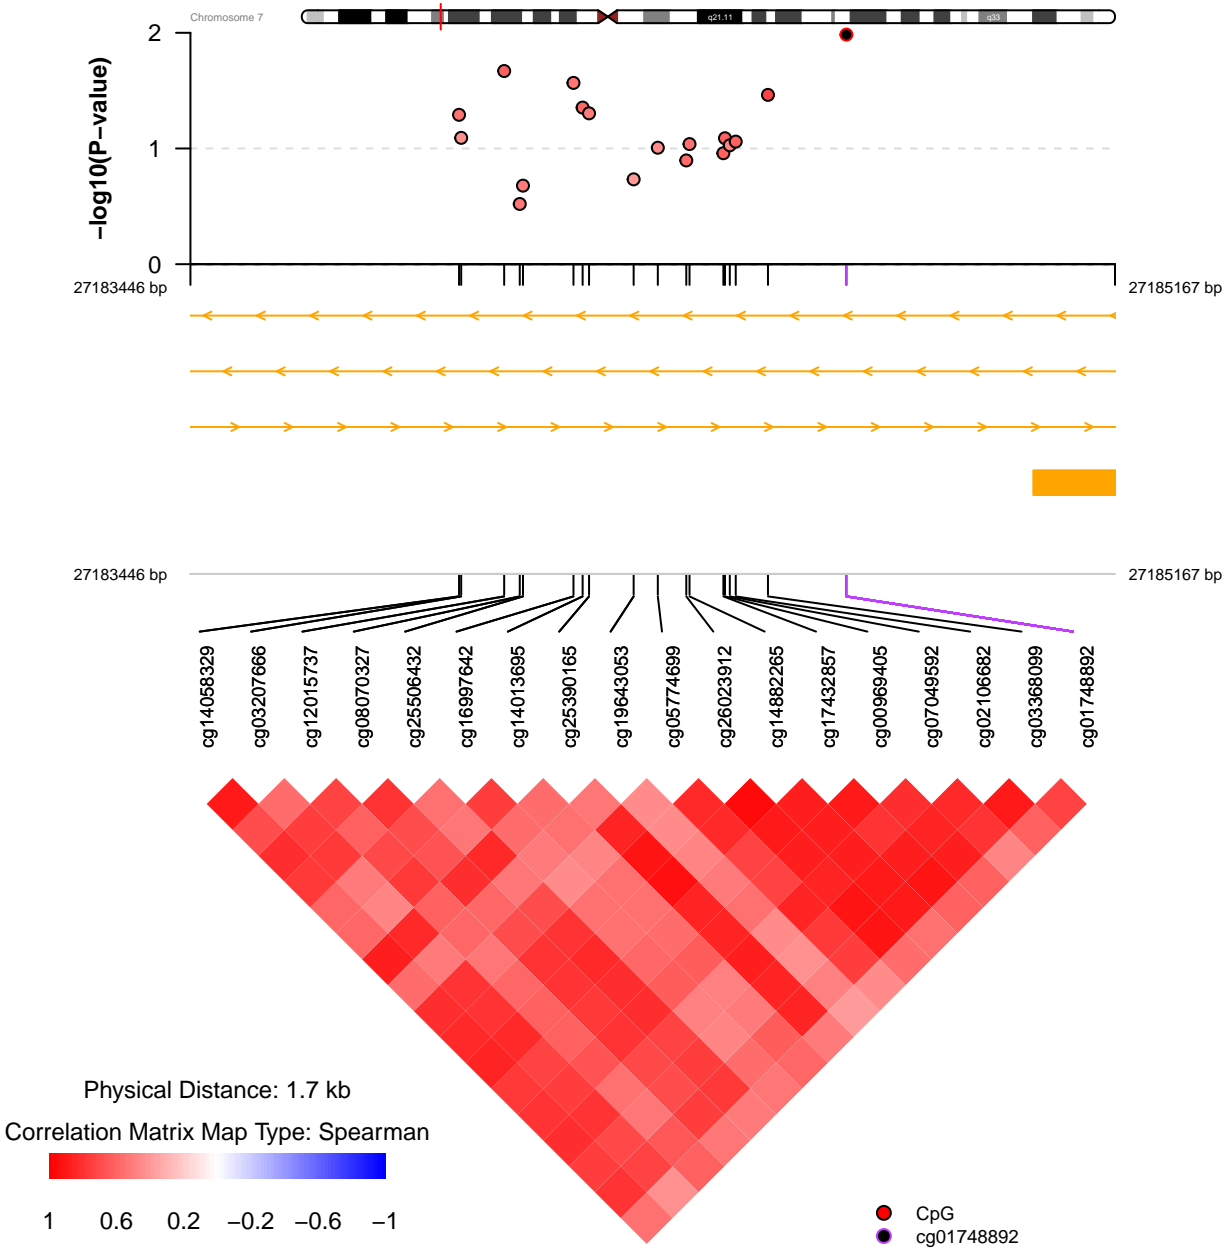 Chromosome 7
q21.11
q33
−log10(P−value)
2
1
0
27183446 bp
27185167 bp
27183446 bp
27185167 bp
cg14058329
cg03207666
cg12015737
cg08070327
cg25506432
cg16997642
cg14013695
cg25390165
cg19643053
cg05774699
cg26023912
cg14882265
cg17432857
cg00969405
cg07049592
cg02106682
cg03368099
cg01748892
Physical Distance: 1.7 kb
Correlation Matrix Map Type: Spearman
1 0.6 0.2 −0.2 −0.6 −1
CpG
cg01748892